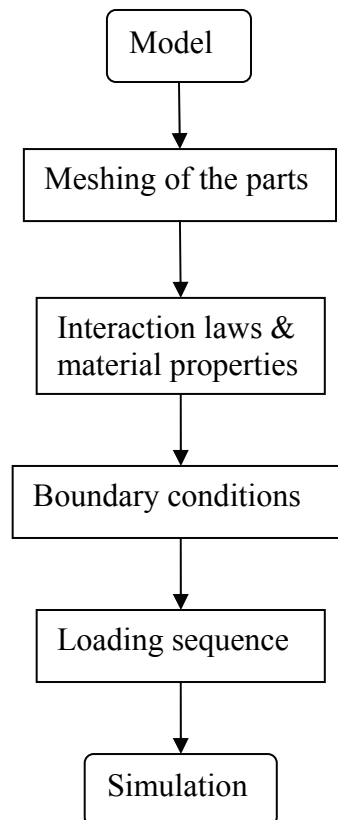 Model
Meshing of the parts
Interaction laws &
material properties
Boundary conditions
Loading sequence
Simulation